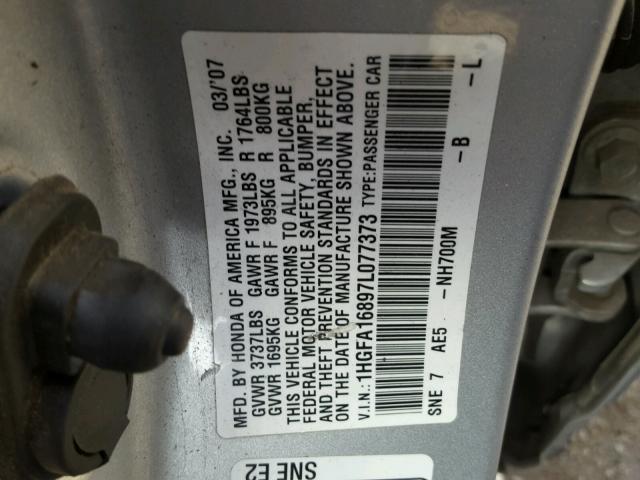 MFD. BY HONDA OF AMERICA MFG., INC. 03/'07
GVWR 3737LBS GAWR F 1973LBS R 1764LBS
GVWR 1695KG GAWR F 895KG R 800KG
THIS VEHICLE CONFORMS TO ALL APPLICABLE
FEDERAL MOTOR VEHICLE SAFETY, BUMPER,
AND THEFT PREVENTION STANDARDS IN EFFECT
ON THE DATE OF MANUFACTURE SHOWN ABOVE.
V.I.N.: 1HGFA16897L077373 TYPE:PASSENGER CAR
SNE 7 AE5 -NH700M -B -L
SNE E2